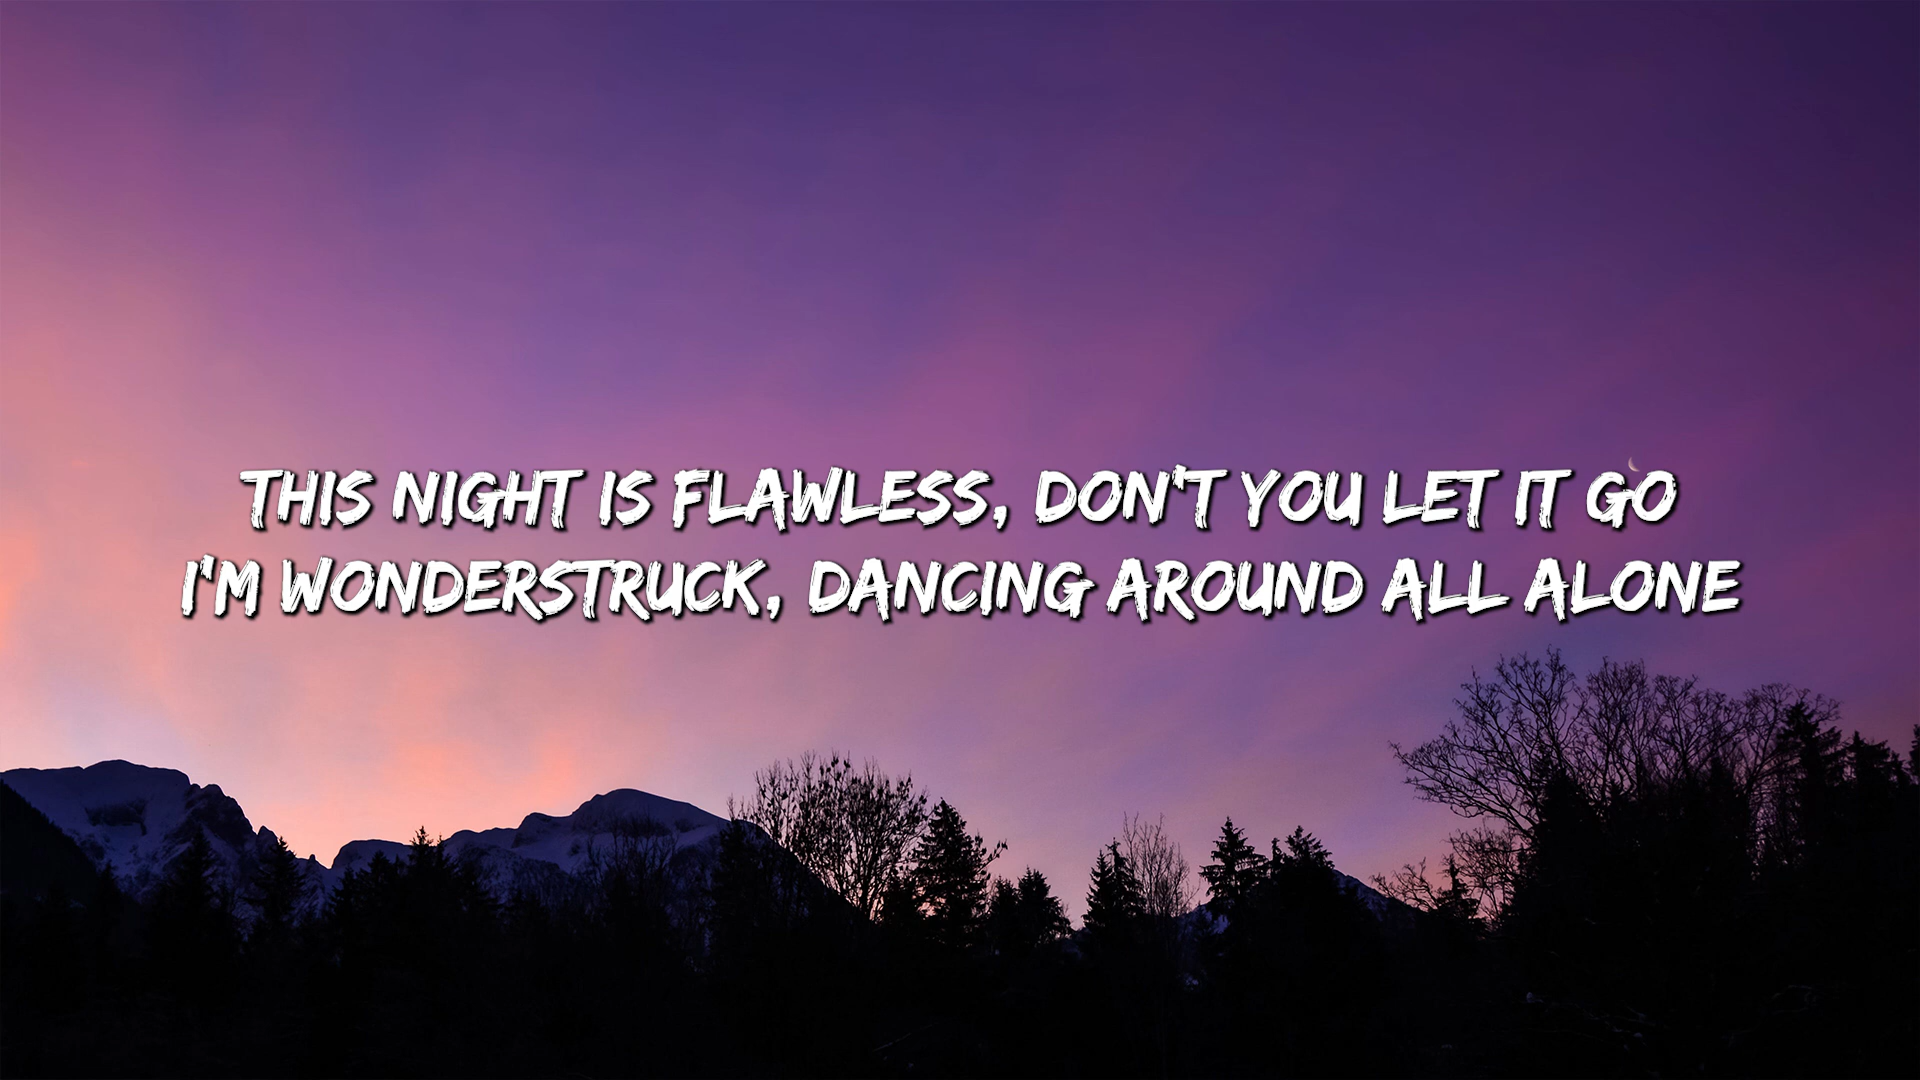 THIS NIGHT IS FLAWLESS, DON'T YOU LET IT GO
I'M WONDERSTRUCK, DANCING AROUND ALL ALONE